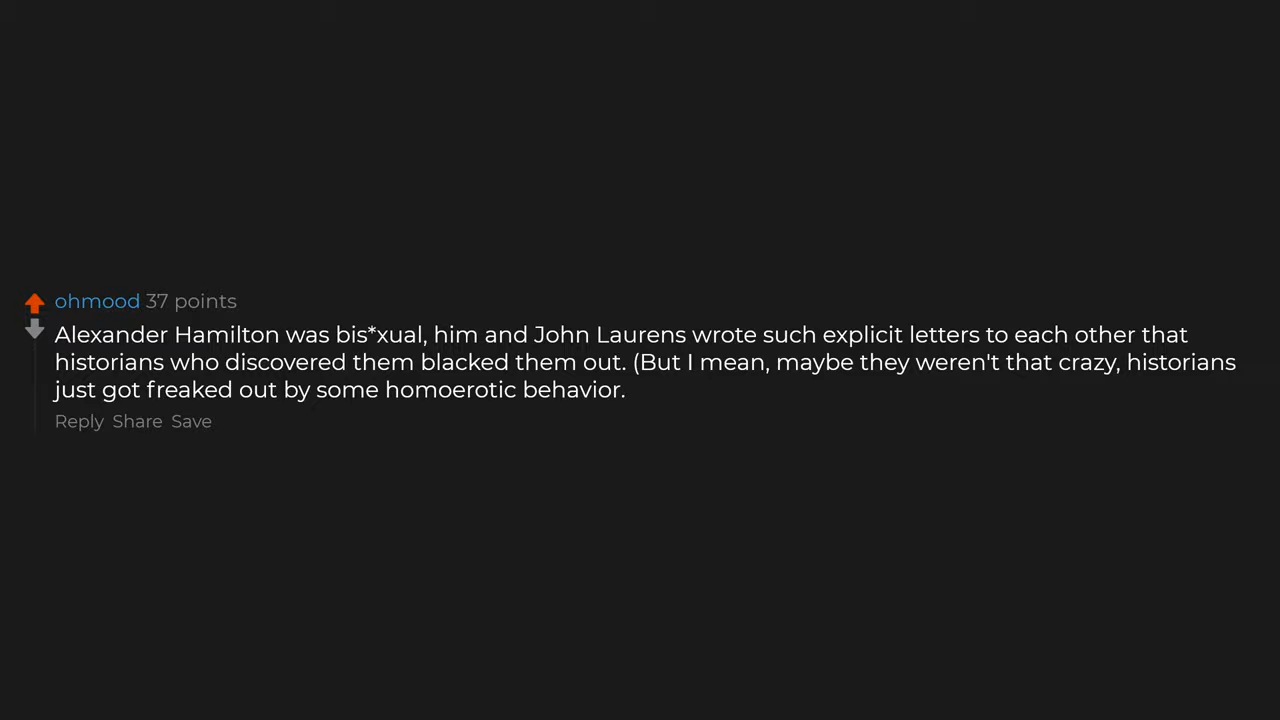 ohmood 37 points
Alexander Hamilton was bis*xual, him and John Laurens wrote such explicit letters to each other that
historians who discovered them blacked them out. (But I mean, maybe they weren't that crazy, historians
just got freaked out by some homoerotic behavior.
Reply Share Save